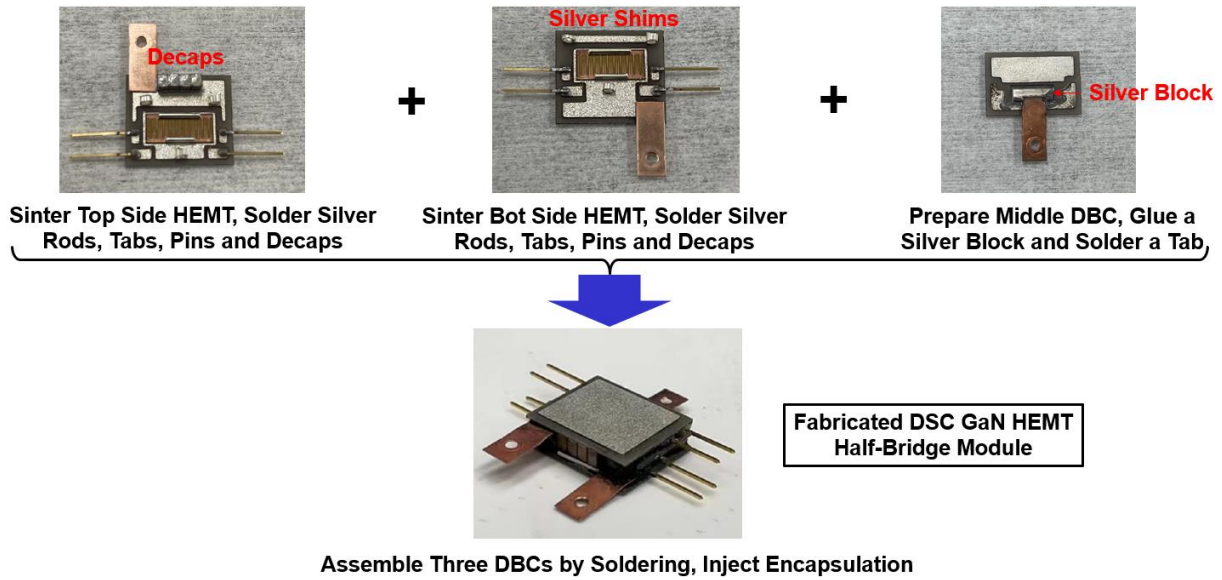 Decaps
Silver Shims
Silver Block
+
+
Sinter Top Side HEMT, Solder Silver
Rods, Tabs, Pins and Decaps
Sinter Bot Side HEMT, Solder Silver
Rods, Tabs, Pins and Decaps
Prepare Middle DBC, Glue a
Silver Block and Solder a Tab
Fabricated DSC GaN HEMT
Half-Bridge Module
Assemble Three DBCs by Soldering, Inject Encapsulation